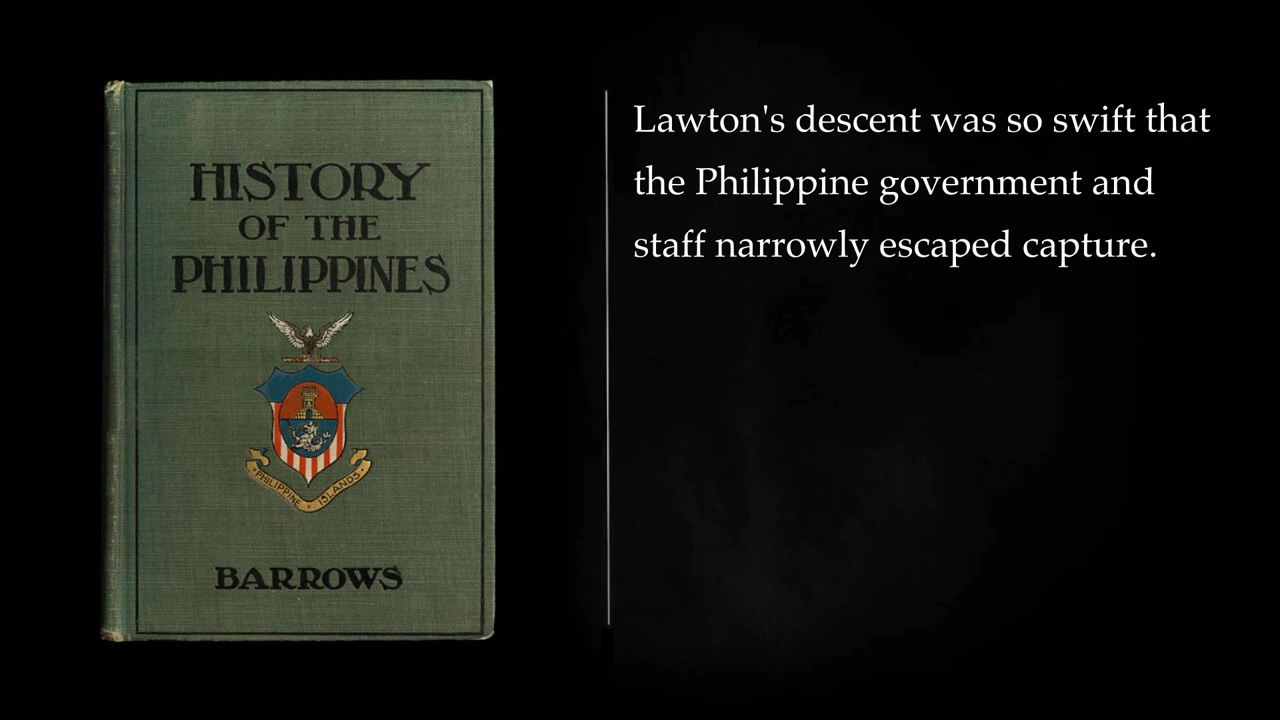 HISTORY
OF THE
PHILIPPINES
PHILIPPINE ISLANDS
BARROWS
Lawton's descent was so swift that
the Philippine government and
staff narrowly escaped capture.